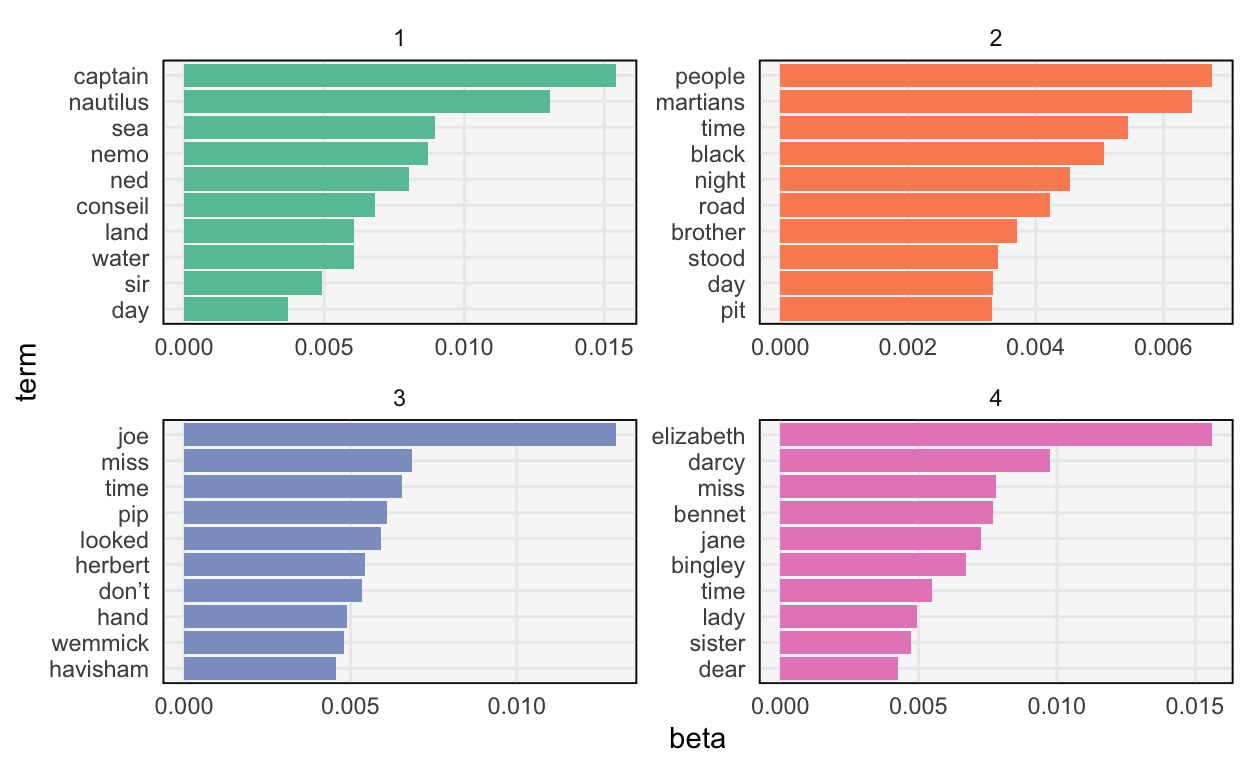 1
captain
nautilus
sea
nemo
ned
conseil
land
water
sir
day
0.000 0.005 0.010 0.015
2
people
martians
time
black
night
road
brother
stood
day
pit
0.000 0.002 0.004 0.006
term
3
joe
miss
time
pip
looked
herbert
don’t
hand
wemmick
havisham
0.000 0.005 0.010
4
elizabeth
darcy
miss
bennet
jane
bingley
time
lady
sister
dear
0.000 0.005 0.010 0.015
beta